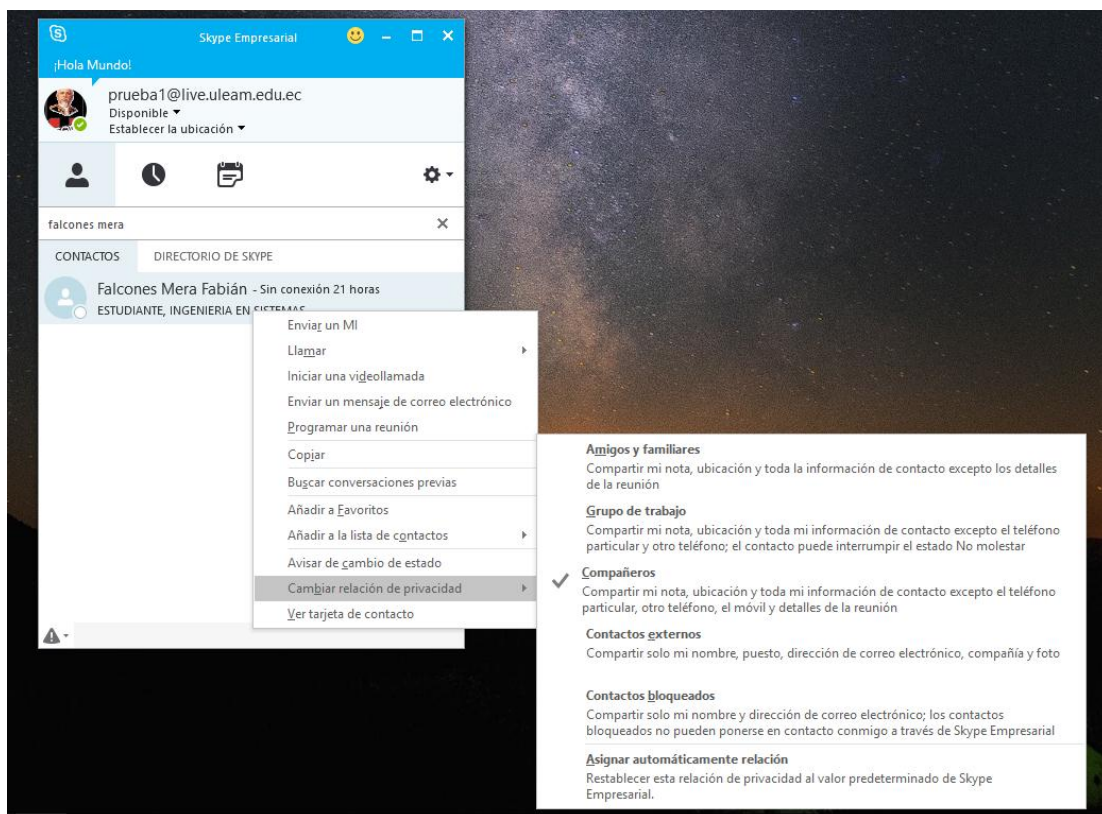 Skype Empresarial
¡Hola Mundo!
prueba1@live.uleam.edu.ec
Disponible
Establecer la ubicación
falcones mera
CONTACTOS DIRECTORIO DE SKYPE
Falcones Mera Fabián - Sin conexión 21 horas
ESTUDIANTE, INGENIERIA EN SISTEMAS
Enviar un MI
Llamar
Iniciar una videollamada
Enviar un mensaje de correo electrónico
Programar una reunión
Copiar
Buscar conversaciones previas
Añadir a Favoritos
Añadir a la lista de contactos
Avisar de cambio de estado
Cambiar relación de privacidad
Ver tarjeta de contacto
Amigos y familiares
Compartir mi nota, ubicación y toda la información de contacto excepto los detalles
de la reunión
Grupo de trabajo
Compartir mi nota, ubicación y toda mi información de contacto excepto el teléfono
particular y otro teléfono; el contacto puede interrumpir el estado No molestar
Compañeros
Compartir mi nota, ubicación y toda mi información de contacto excepto el teléfono
particular, otro teléfono, el móvil y detalles de la reunión
Contactos externos
Compartir solo mi nombre, puesto, dirección de correo electrónico, compañía y foto
Contactos bloqueados
Compartir solo mi nombre y dirección de correo electrónico; los contactos
bloqueados no pueden ponerse en contacto conmigo a través de Skype Empresarial
Asignar automáticamente relación
Restablecer esta relación de privacidad al valor predeterminado de Skype
Empresarial.